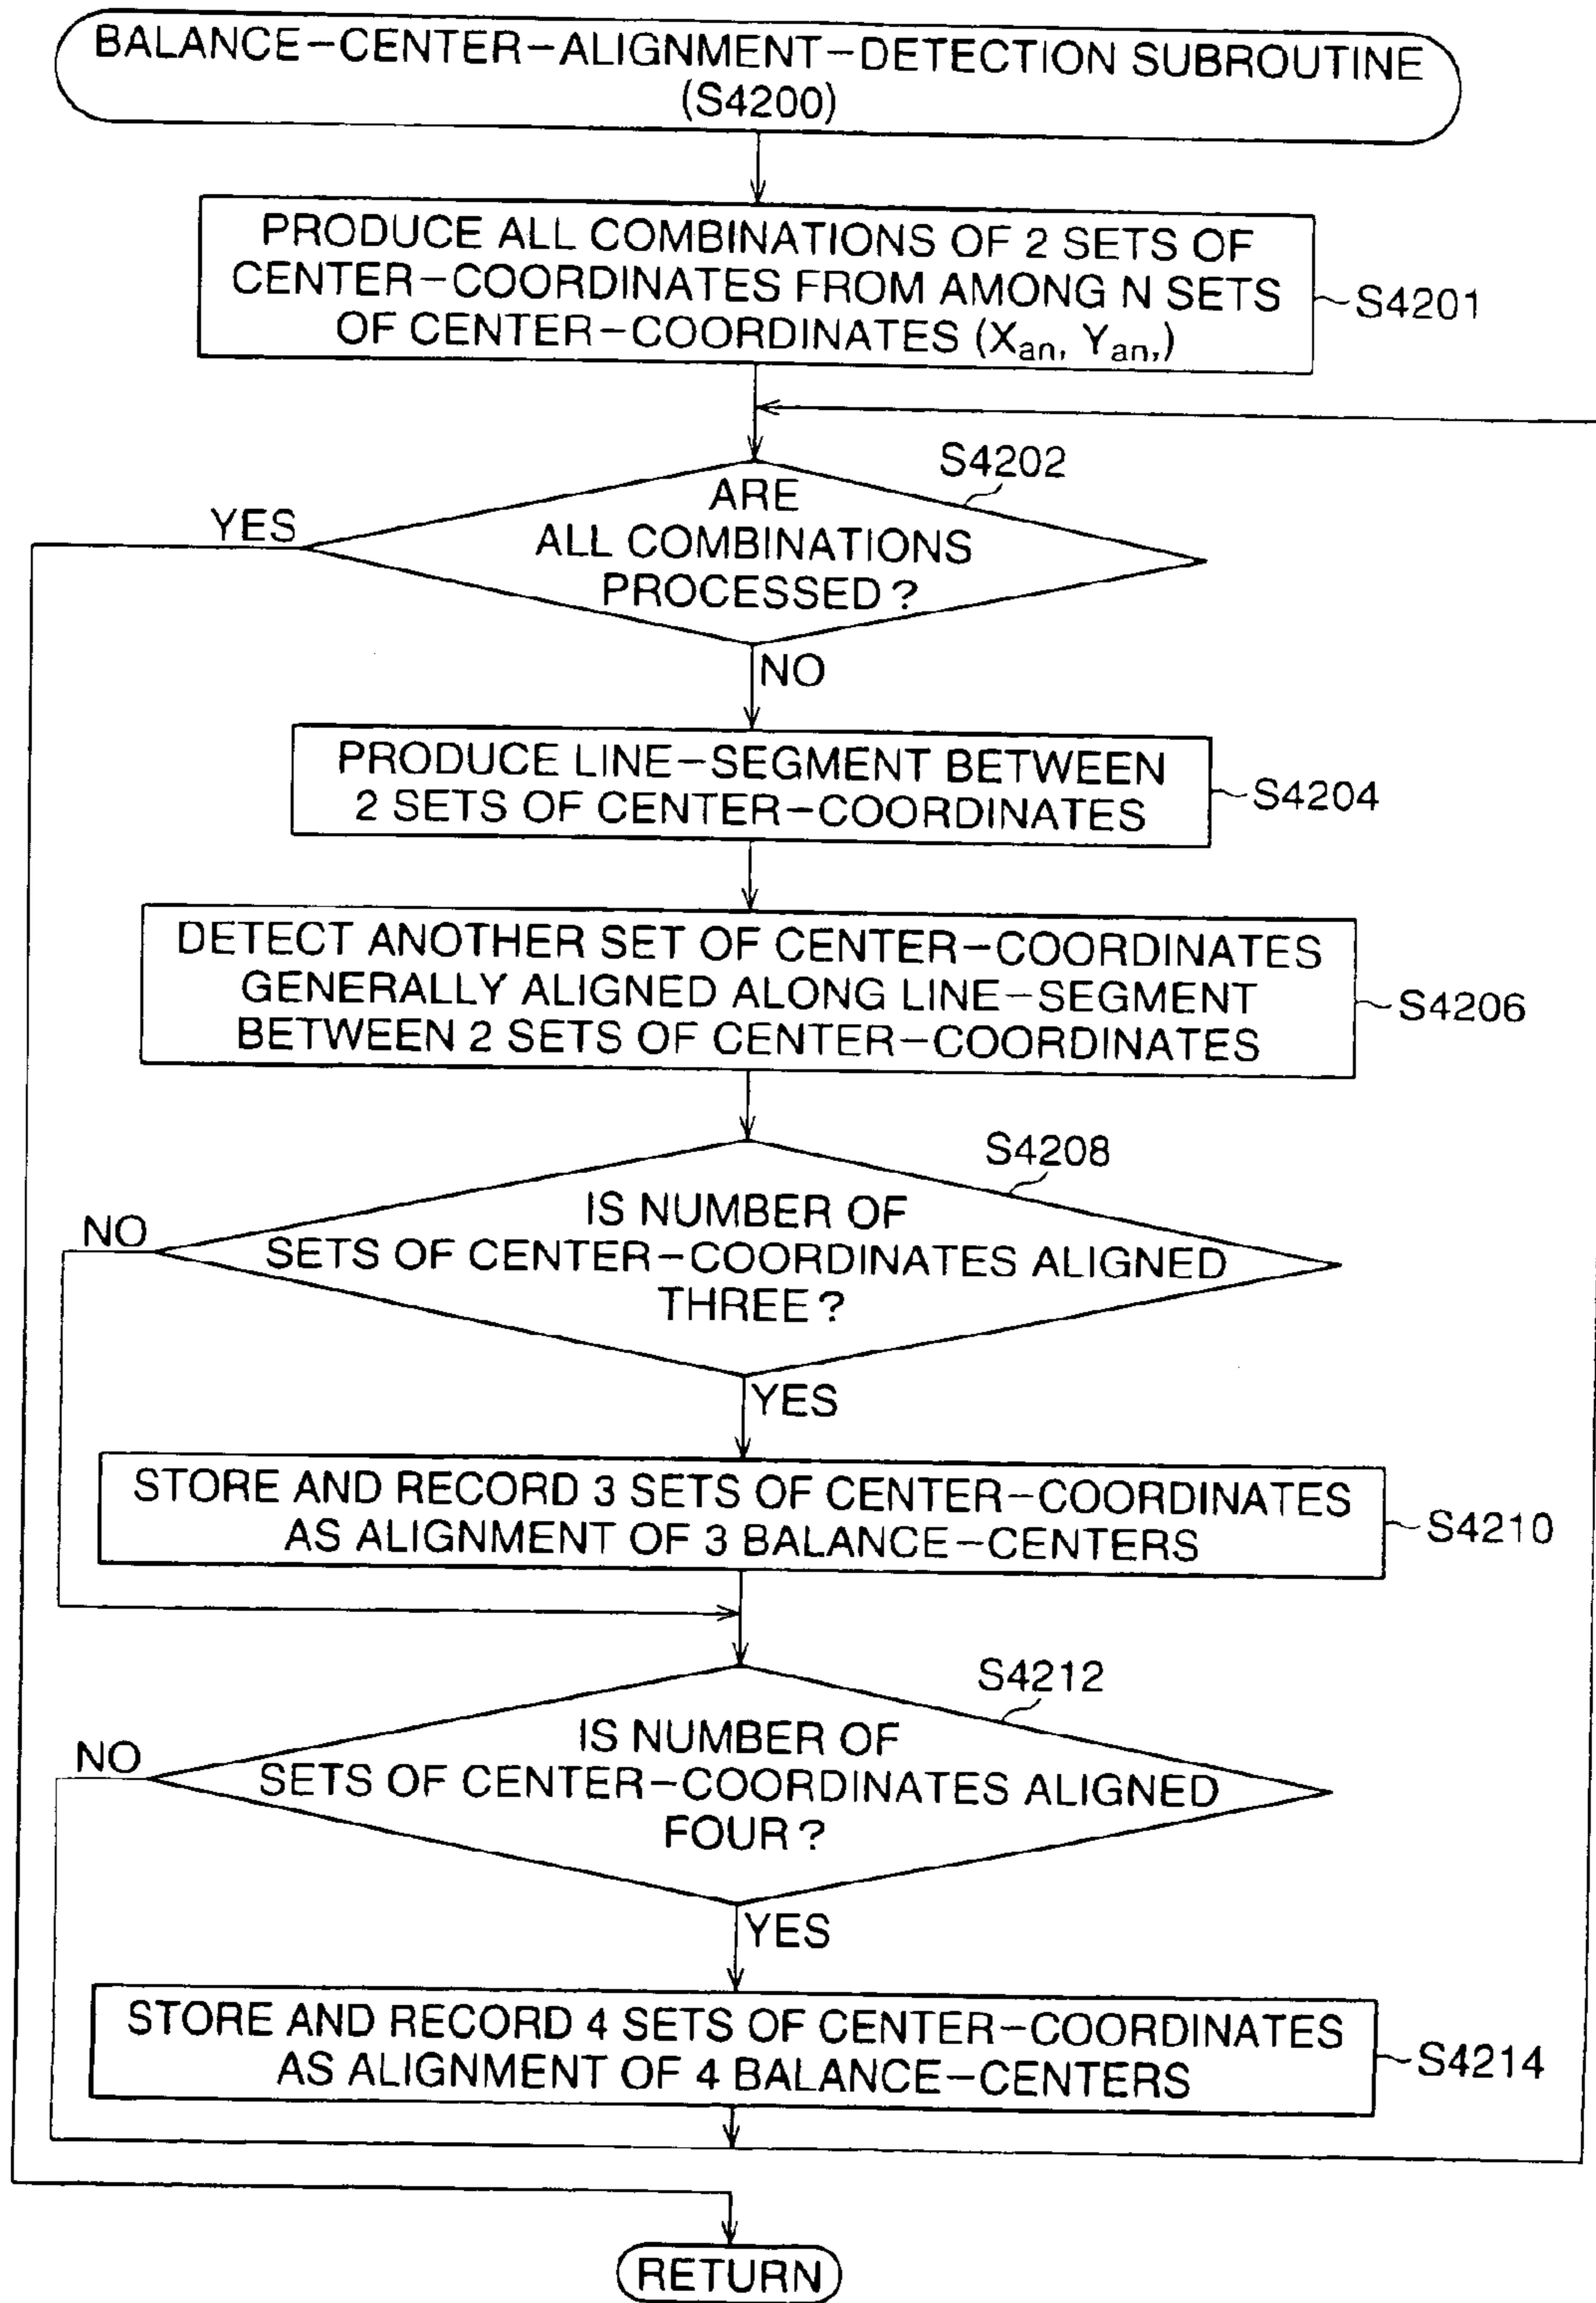 BALANCE-CENTER-ALIGNMENT-DETECTION SUBROUTINE
(S4200)
PRODUCE ALL COMBINATIONS OF 2 SETS OF
CENTER-COORDINATES FROM AMONG N SETS
OF CENTER-COORDINATES (Xan, Yan,)
S4201
S4202
ARE
ALL COMBINATIONS
PROCESSED?
YES
NO
PRODUCE LINE-SEGMENT BETWEEN
2 SETS OF CENTER-COORDINATES
S4204
DETECT ANOTHER SET OF CENTER-COORDINATES
GENERALLY ALIGNED ALONG LINE-SEGMENT
BETWEEN 2 SETS OF CENTER-COORDINATES
S4206
S4208
IS NUMBER OF
SETS OF CENTER-COORDINATES ALIGNED
THREE?
NO
YES
STORE AND RECORD 3 SETS OF CENTER-COORDINATES
AS ALIGNMENT OF 3 BALANCE-CENTERS
S4210
S4212
IS NUMBER OF
SETS OF CENTER-COORDINATES ALIGNED
FOUR?
NO
YES
STORE AND RECORD 4 SETS OF CENTER-COORDINATES
AS ALIGNMENT OF 4 BALANCE-CENTERS
S4214
RETURN